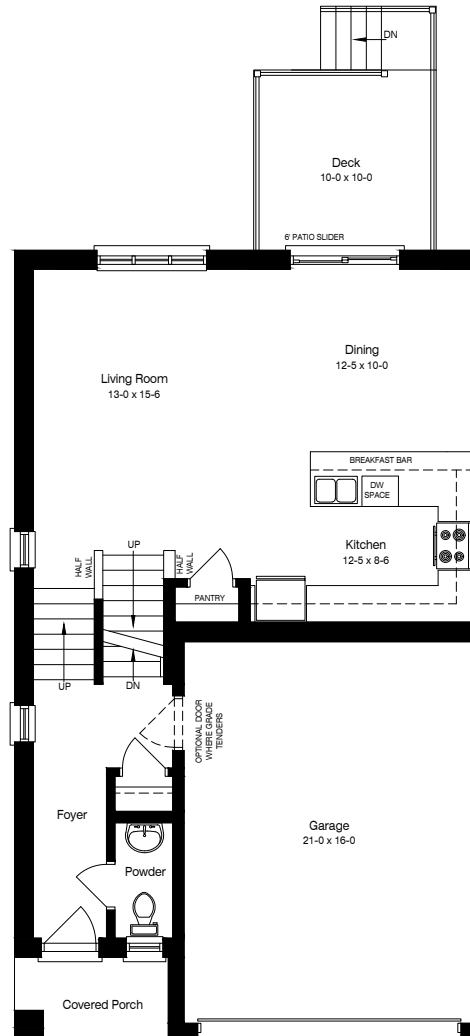 DN
Deck
10-0 x 10-0
6' PATIO SLIDER
Dining
12-5 x 10-0
Living Room
13-0 x 15-6
BREAKFAST BAR
DW
SPACE
Kitchen
12-5 x 8-6
UP
HALF
WALL
HALF
WALL
PANTRY
UP
DN
OPTIONAL DOOR
WHERE GRADE
TENDERS
Foyer
Garage
21-0 x 16-0
Powder
Covered Porch